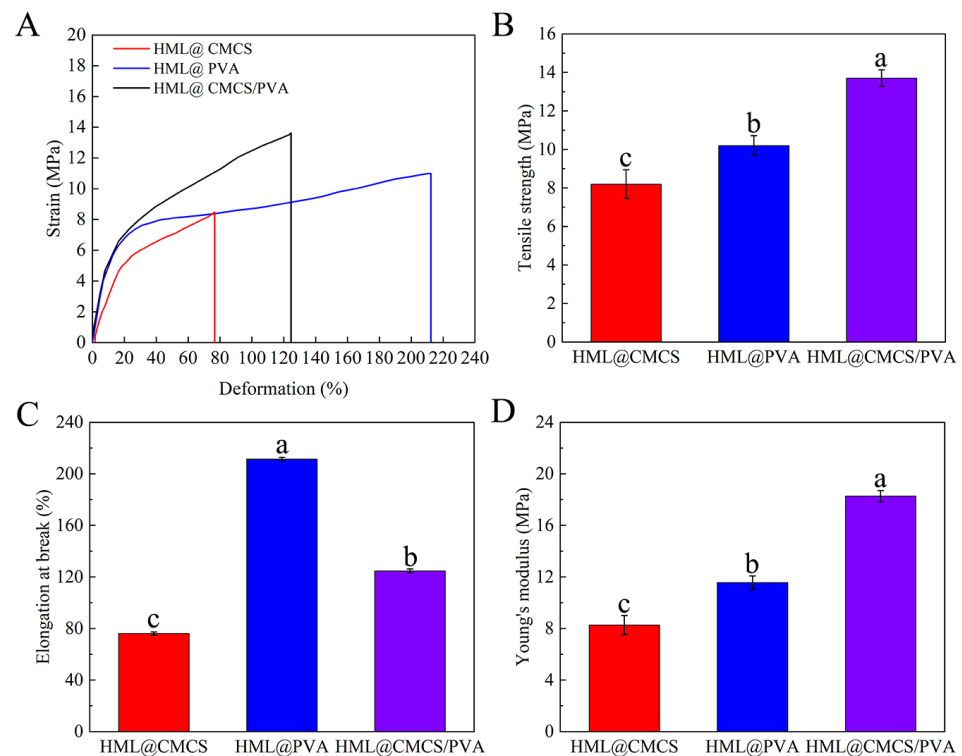 A
HML@ CMCS
HML@ PVA
HML@ CMCS/PVA
Strain (MPa)
20
18
16
14
12
10
8
6
4
2
0
0 20 40 60 80 100 120 140 160 180 200 220 240
Deformation (%)
B
Tensile strength (MPa)
16
14
12
10
8
6
4
2
0
c
b
a
HML@CMCS HML@PVA HML@CMCS/PVA
C
Elongation at break (%)
240
200
160
120
80
40
0
c
a
b
HML@CMCS HML@PVA HML@CMCS/PVA
D
Young's modulus (MPa)
24
20
16
12
8
4
0
c
b
a
HML@CMCS HML@PVA HML@CMCS/PVA